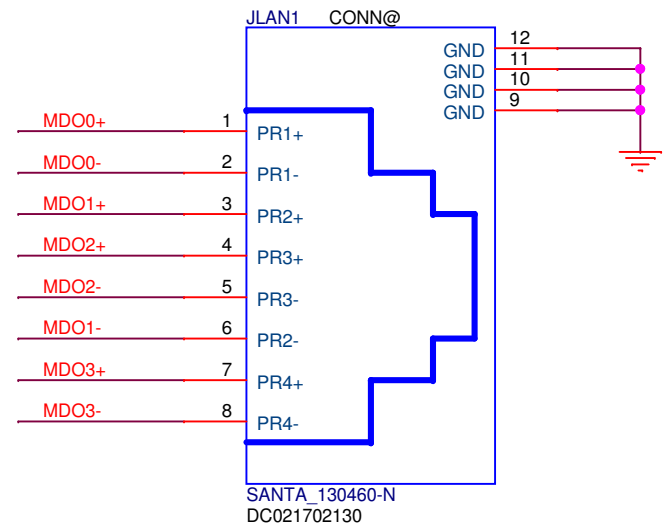 JLAN1 CONN@
GND 12
GND 11
GND 10
GND 9
MDO0+ 1 PR1+
MDO0- 2 PR1-
MDO1+ 3 PR2+
MDO2+ 4 PR3+
MDO2- 5 PR3-
MDO1- 6 PR2-
MDO3+ 7 PR4+
MDO3- 8 PR4-
SANTA_130460-N
DC021702130